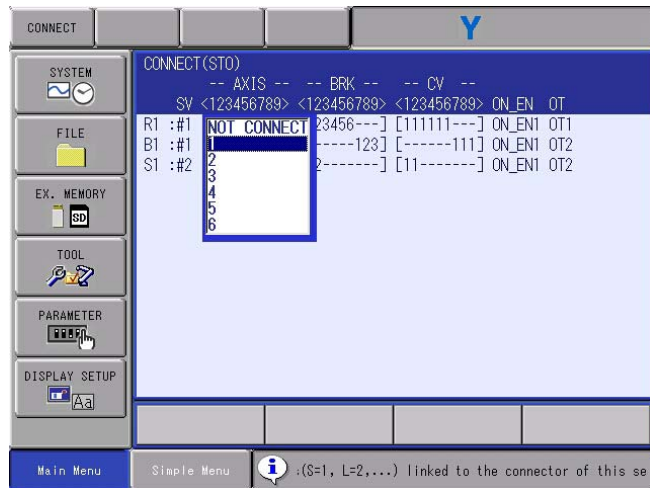 CONNECT
Y
SYSTEM
FILE
EX. MEMORY
SD
TOOL
PARAMETER
DISPLAY SETUP
Aa
CONNECT(STO)
-- AXIS -- -- BRK -- -- CV --
SV <123456789> <123456789> <123456789> ON_EN OT
R1 :#1 23456---] [111111---] ON_EN1 OT1
B1 :#1 ----123] [------111] ON_EN1 OT2
S1 :#2 2-------] [11-------] ON_EN1 OT2
NOT CONNECT
1
2
3
4
5
6
Main Menu
Simple Menu
:(S=1, L=2,...) linked to the connector of this se